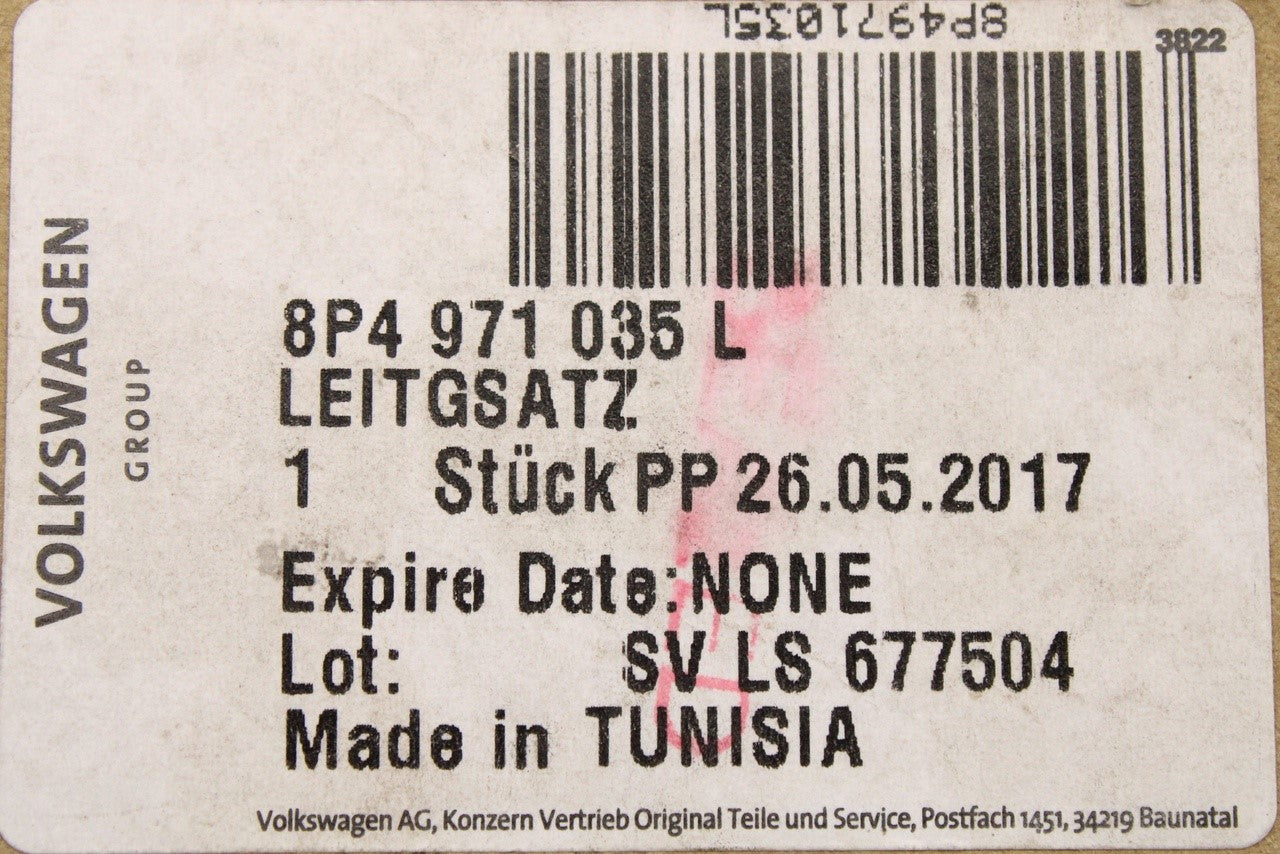 8P4971035L
3822
VOLKSWAGEN
GROUP
8P4 971 035 L
LEITGSATZ
1 Stück PP 26.05.2017
Expire Date:NONE
Lot: SV LS 677504
Made in TUNISIA
Volkswagen AG, Konzern Vertrieb Original Teile und Service, Postfach 1451, 34219 Baunatal